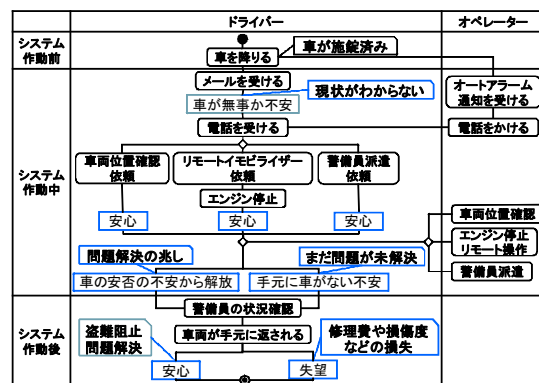 ドライバー
オペレーター
システム
作動前
車を降りる
車が施錠済み
システム
作動中
メールを受ける
車が無事か不安
現状がわからない
オートアラーム
通知を受ける
電話を受ける
電話をかける
車両位置確認
依頼
リモートイモビライザー
依頼
警備員派遣
依頼
エンジン停止
安心
安心
安心
車両位置確認
エンジン停止
リモート操作
警備員派遣
問題解決の兆し
まだ問題が未解決
車の安否の不安から解放
手元に車がない不安
システム
作動後
警備員の状況確認
車両が手元に返される
盗難阻止
問題解決
修理費や損傷度
などの損失
安心
失望